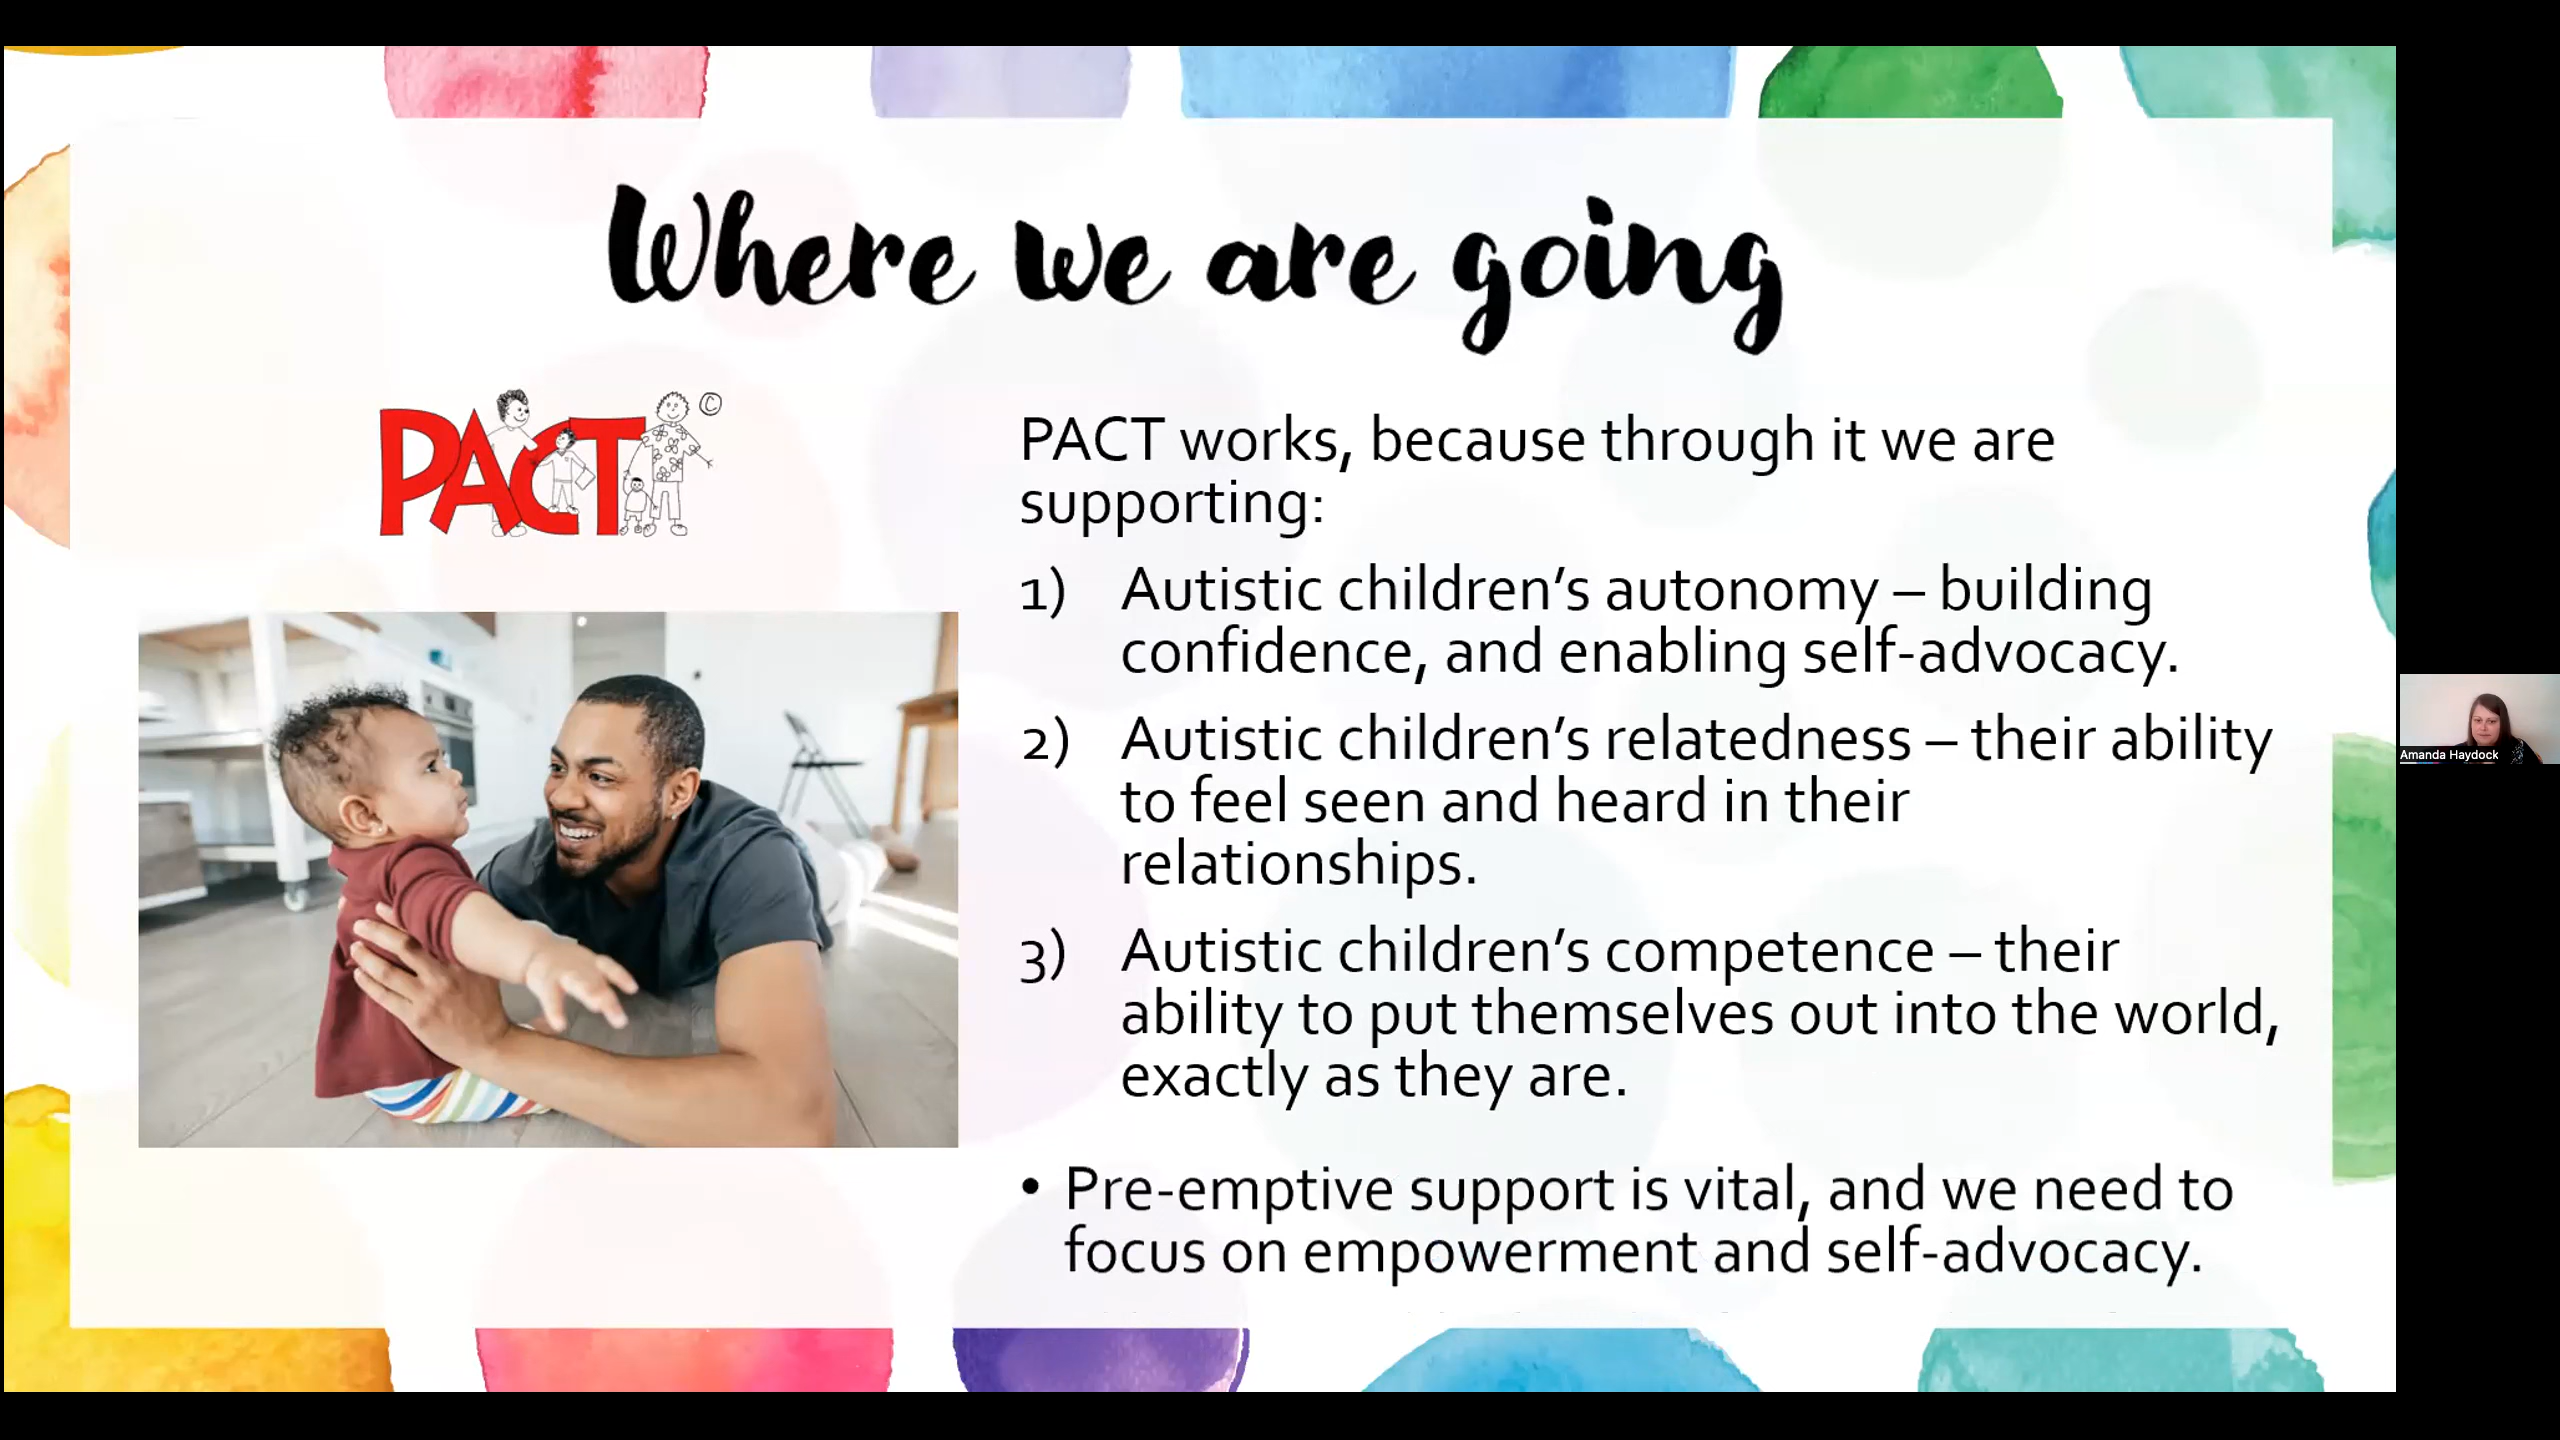 Where we are going
PACT ©
PACT works, because through it we are
supporting:
1) Autistic children’s autonomy – building
confidence, and enabling self-advocacy.
2) Autistic children’s relatedness – their ability
to feel seen and heard in their
relationships.
3) Autistic children’s competence – their
ability to put themselves out into the world,
exactly as they are.
• Pre-emptive support is vital, and we need to
focus on empowerment and self-advocacy.
Amanda Haydock